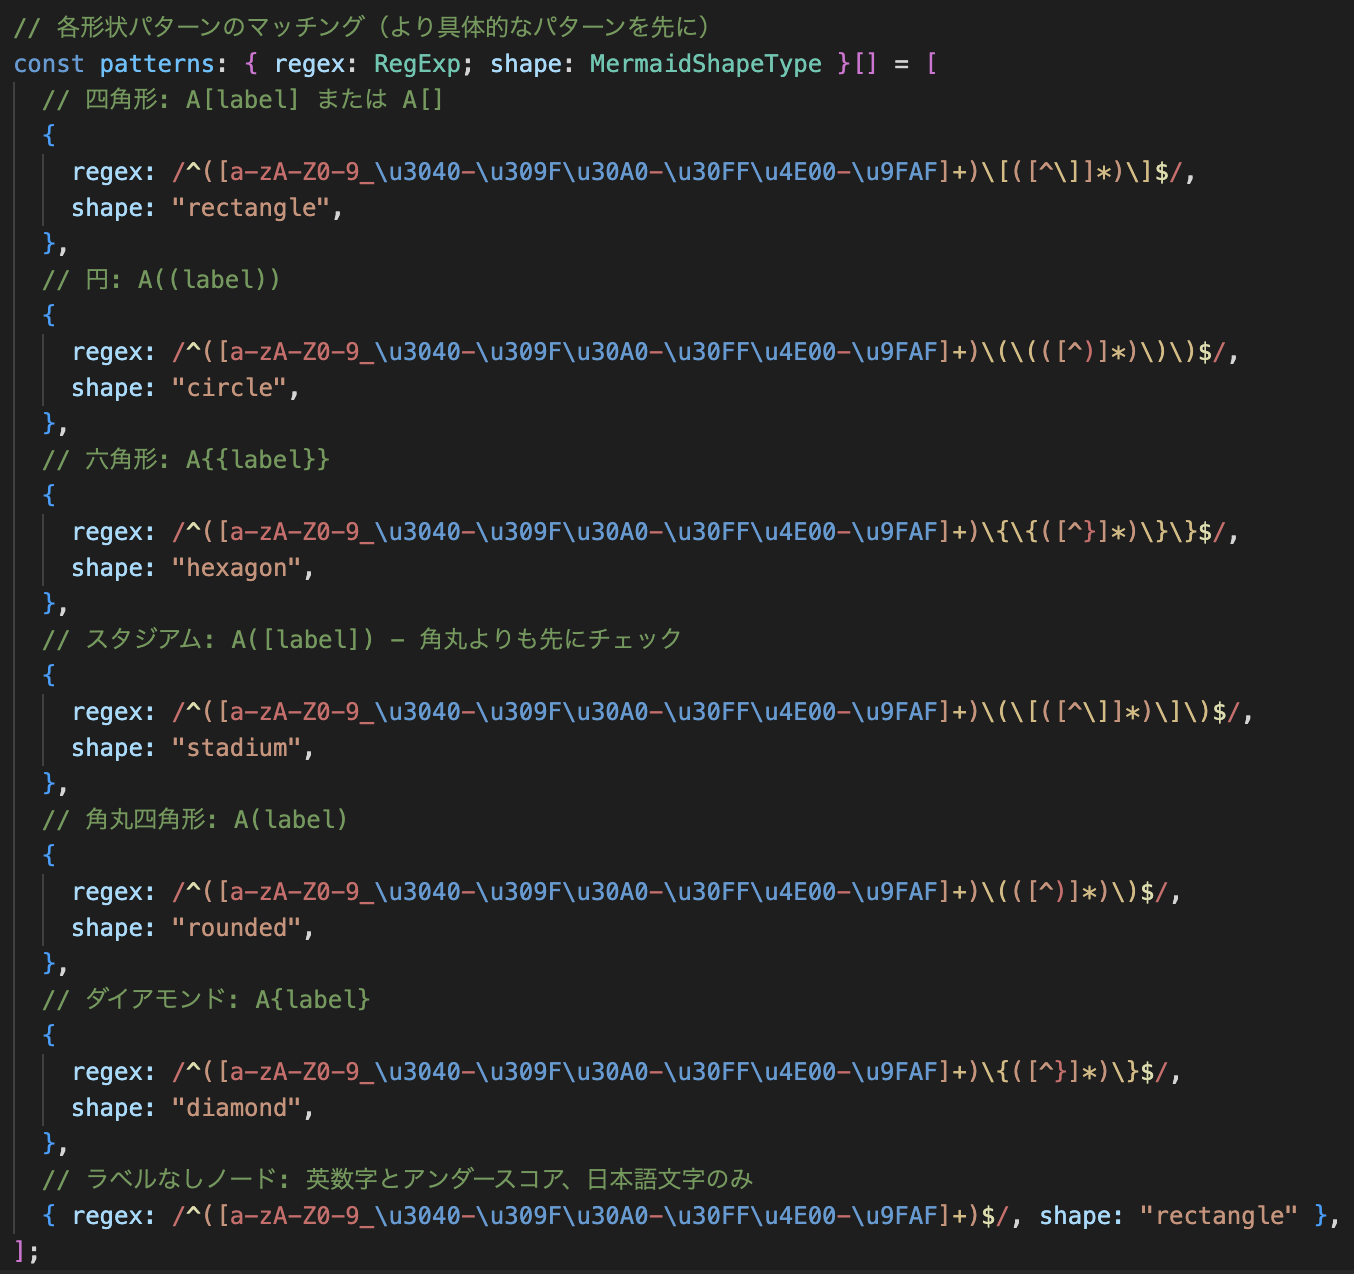 // 各形状パターンのマッチング（より具体的なパターンを先に）
const patterns: { regex: RegExp; shape: MermaidShapeType }[] = [
  // 四角形: A[label] または A[]
  {
    regex: /^([a-zA-Z0-9_\u3040-\u309F\u30A0-\u30FF\u4E00-\u9FAF]+)\[([^\]]*)\]$/,
    shape: "rectangle",
  },
  // 円: A((label))
  {
    regex: /^([a-zA-Z0-9_\u3040-\u309F\u30A0-\u30FF\u4E00-\u9FAF]+)\(\(([^)]*)\)\)$/,
    shape: "circle",
  },
  // 六角形: A{{label}}
  {
    regex: /^([a-zA-Z0-9_\u3040-\u309F\u30A0-\u30FF\u4E00-\u9FAF]+)\{\{([^}]*)\}\}$/,
    shape: "hexagon",
  },
  // スタジアム: A([label]) - 角丸よりも先にチェック
  {
    regex: /^([a-zA-Z0-9_\u3040-\u309F\u30A0-\u30FF\u4E00-\u9FAF]+)\(\[([^\]]*)\]\)$/,
    shape: "stadium",
  },
  // 角丸四角形: A(label)
  {
    regex: /^([a-zA-Z0-9_\u3040-\u309F\u30A0-\u30FF\u4E00-\u9FAF]+)\(([^)]*)\)$/,
    shape: "rounded",
  },
  // ダイアモンド: A{label}
  {
    regex: /^([a-zA-Z0-9_\u3040-\u309F\u30A0-\u30FF\u4E00-\u9FAF]+)\{([^}]*)\}$/,
    shape: "diamond",
  },
  // ラベルなしノード: 英数字とアンダースコア、日本語文字のみ
  { regex: /^([a-zA-Z0-9_\u3040-\u309F\u30A0-\u30FF\u4E00-\u9FAF]+)$/, shape: "rectangle" },
];